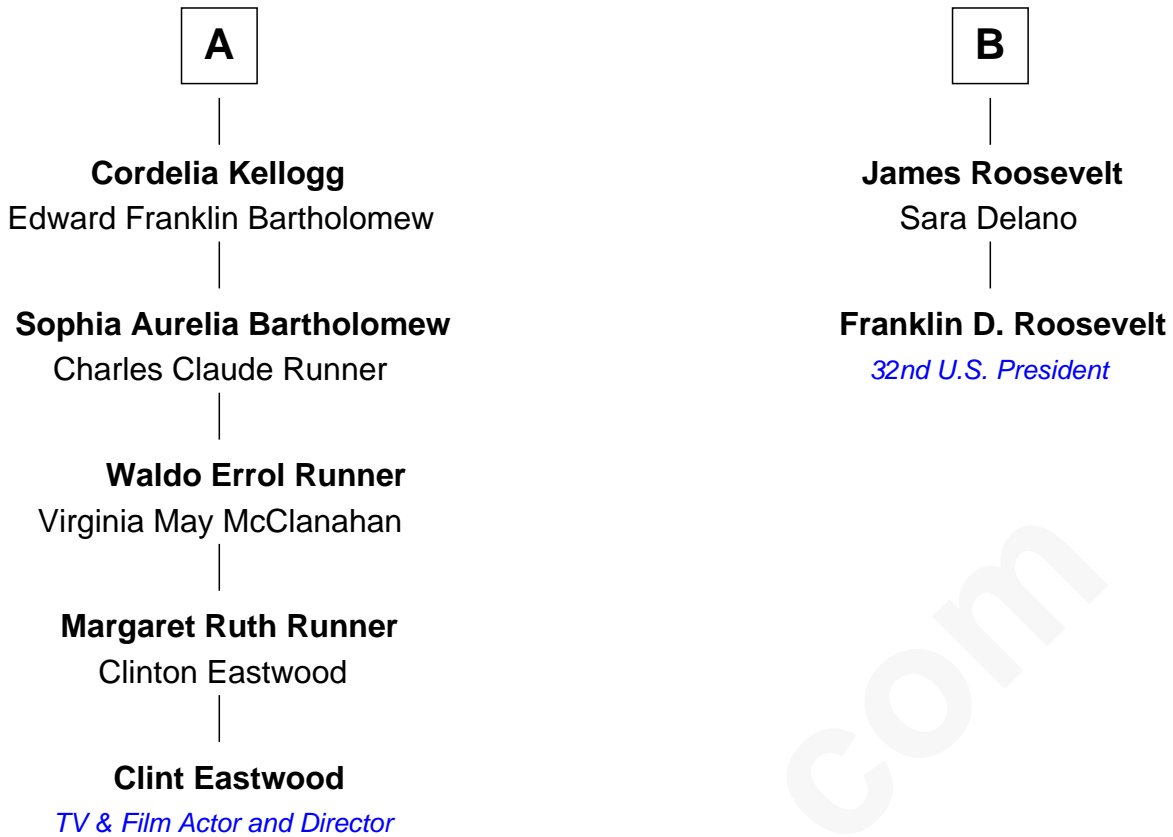 A
Cordelia Kellogg
Edward Franklin Bartholomew
Sophia Aurelia Bartholomew
Charles Claude Runner
Waldo Errol Runner
Virginia May McClanahan
Margaret Ruth Runner
Clinton Eastwood
Clint Eastwood
TV & Film Actor and Director
B
James Roosevelt
Sara Delano
Franklin D. Roosevelt
32nd U.S. President
com